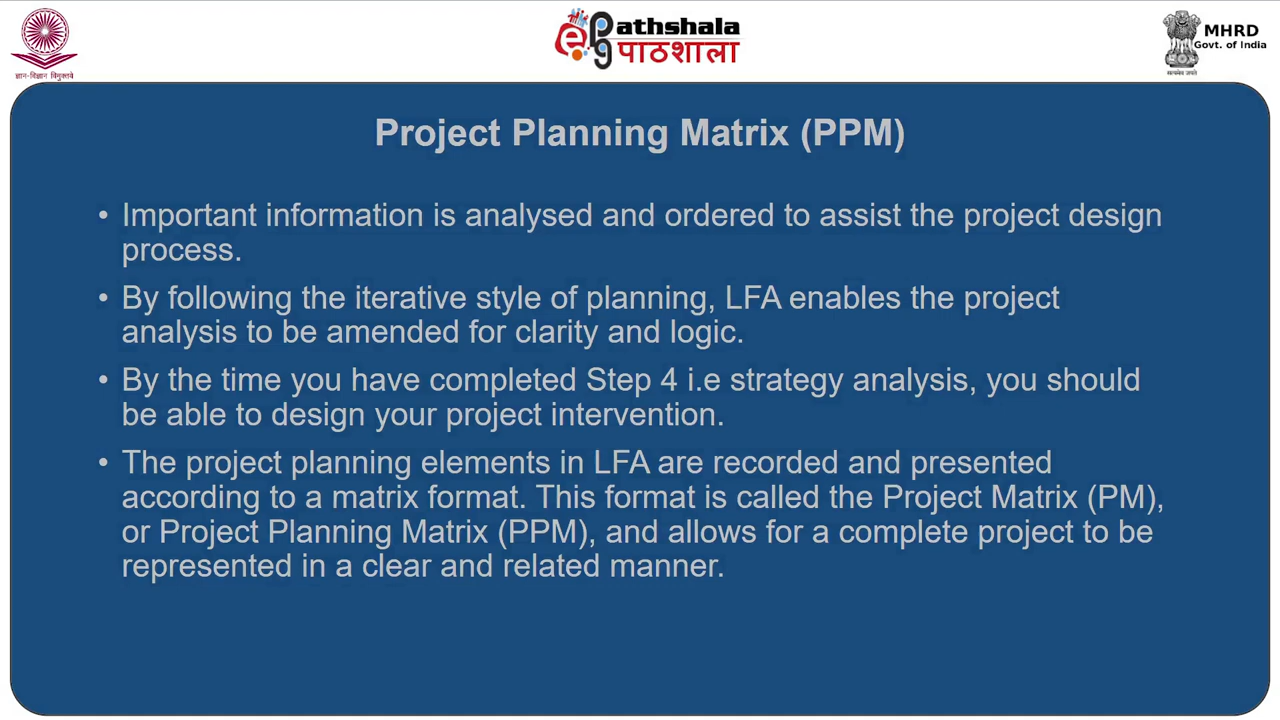 ज्ञान-विज्ञान विमुक्तये
ePathshala
पाठशाला
MHRD
Govt. of India
सत्यमेव जयते
Project Planning Matrix (PPM)
• Important information is analysed and ordered to assist the project design
process.
• By following the iterative style of planning, LFA enables the project
analysis to be amended for clarity and logic.
• By the time you have completed Step 4 i.e strategy analysis, you should
be able to design your project intervention.
• The project planning elements in LFA are recorded and presented
according to a matrix format. This format is called the Project Matrix (PM),
or Project Planning Matrix (PPM), and allows for a complete project to be
represented in a clear and related manner.